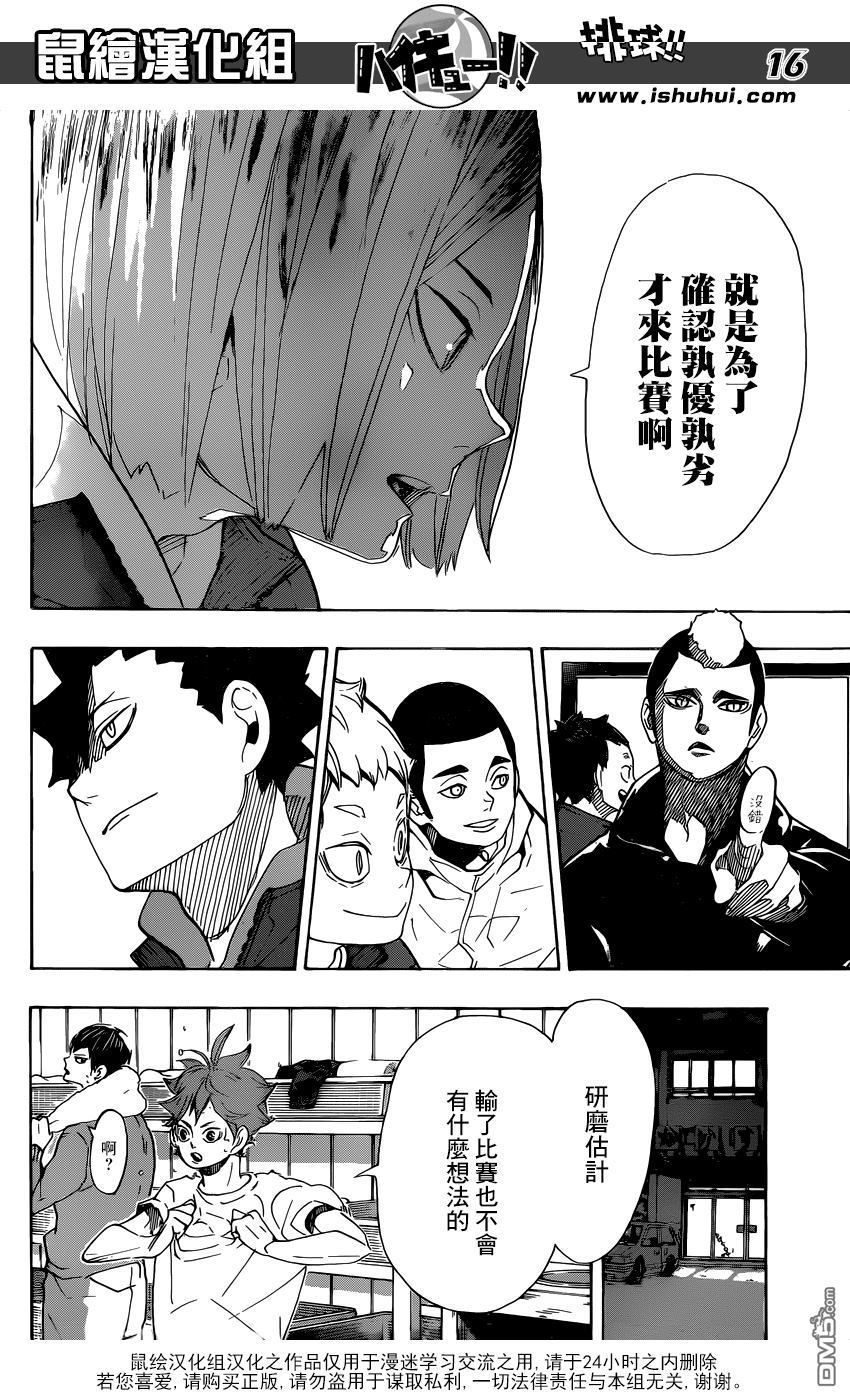 鼠繪漢化組
ハイキュー!!
排球!!
16
www.ishuhui.com
就是為了
確認孰優孰劣
才來比賽啊
沒錯
研磨估計
輸了比賽也不會
有什麼想法的
啊?
DM5.com
鼠绘汉化组汉化之作品仅用于漫迷学习交流之用,请于24小时之内删除
若您喜爱,请购买正版,请勿盗用于谋取私利,一切法律责任与本组无关,谢谢。